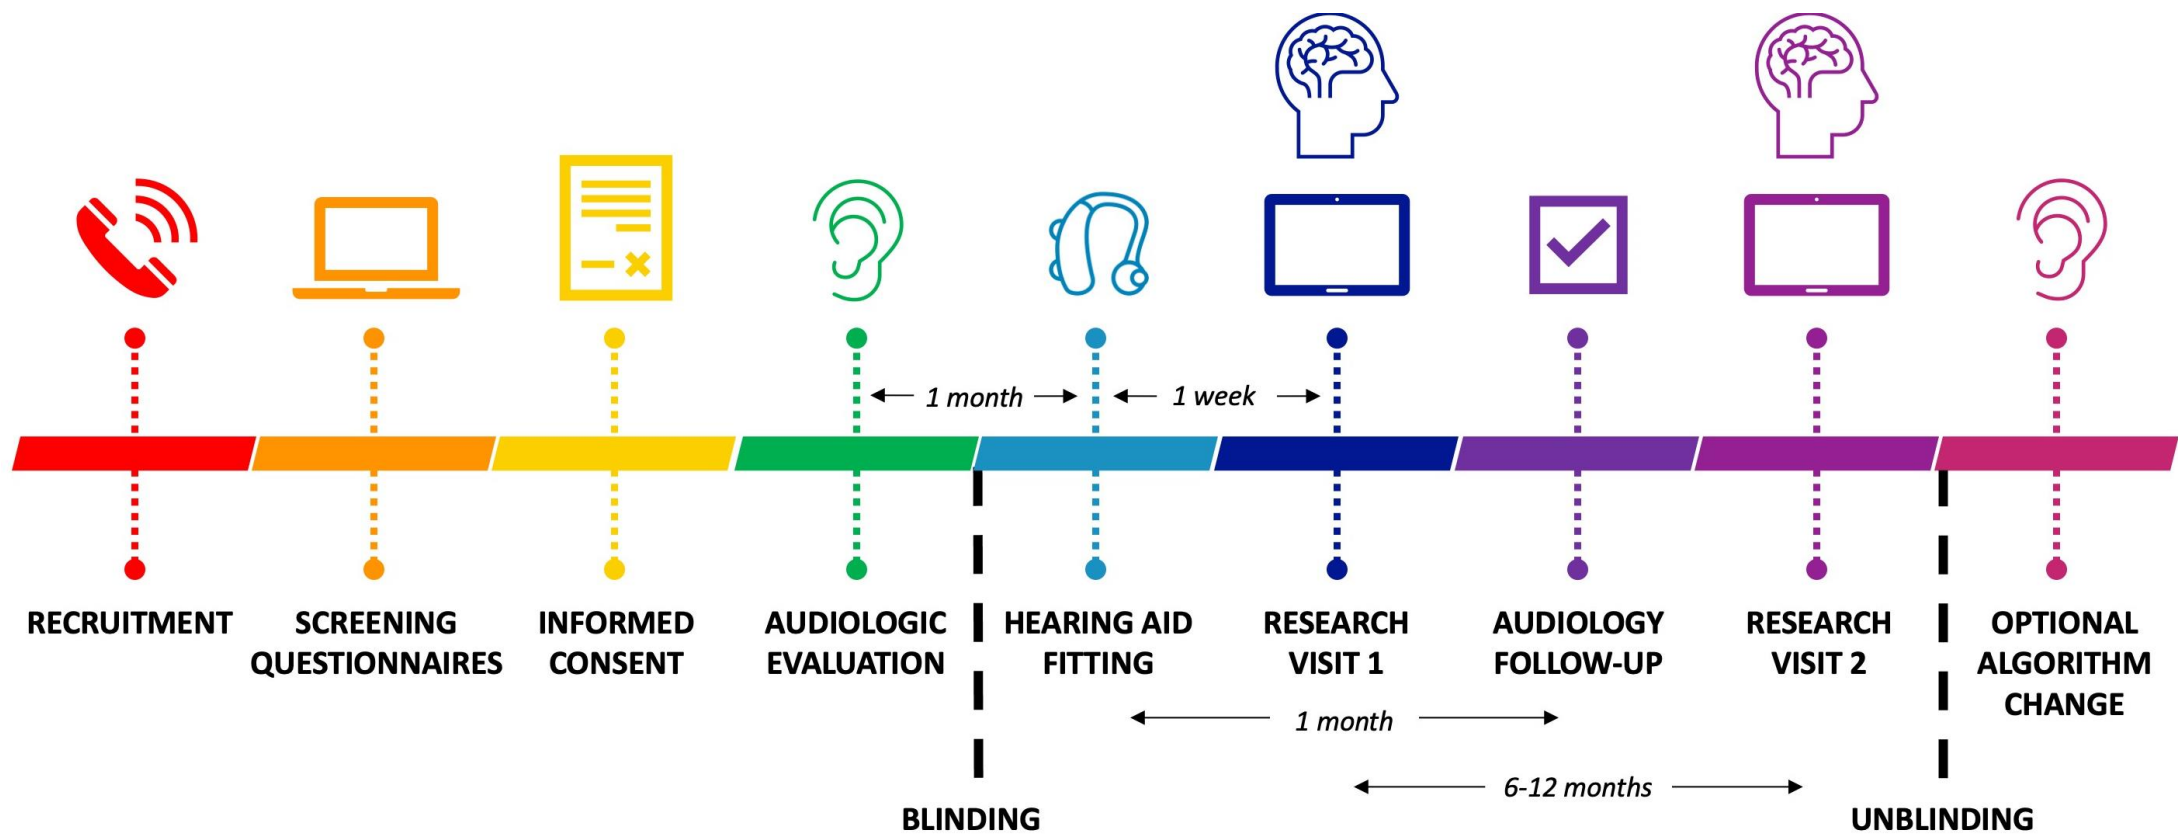 1 month
1 week
RECRUITMENT
SCREENING
QUESTIONNAIRES
INFORMED
CONSENT
AUDIOLOGIC
EVALUATION
HEARING AID
FITTING
RESEARCH
VISIT 1
AUDIOLOGY
FOLLOW-UP
RESEARCH
VISIT 2
OPTIONAL
ALGORITHM
CHANGE
1 month
6-12 months
BLINDING
UNBLINDING